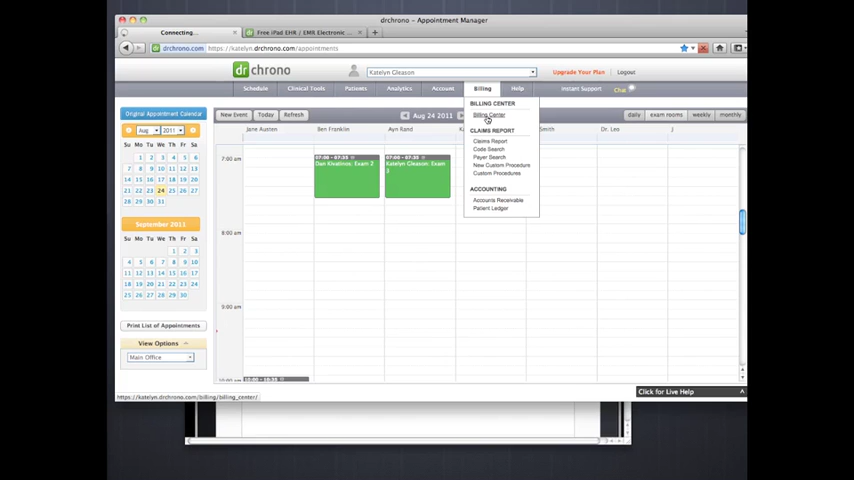 drchrono - Appointment Manager
Connecting...
Free iPad EHR / EMR Electronic ...
drchrono.com
https://katelyn.drchrono.com/appointments
drchrono
Katelyn Gleason
Upgrade Your Plan
Logout
Schedule
Clinical Tools
Patients
Analytics
Account
Billing
Help
Instant Support
Chat
BILLING CENTER
Billing Center
CLAIMS REPORT
Claims Report
Code Search
Payer Search
New Custom Procedure
Custom Procedures
ACCOUNTING
Accounts Receivable
Patient Ledger
Original Appointment Calendar
Aug 2011
Su Mo Tu We Th Fr Sa
1 2 3 4 5 6
7 8 9 10 11 12 13
14 15 16 17 18 19 20
21 22 23 24 25 26 27
28 29 30 31
September 2011
Su Mo Tu We Th Fr Sa
1 2 3
4 5 6 7 8 9 10
11 12 13 14 15 16 17
18 19 20 21 22 23 24
25 26 27 28 29 30
Print List of Appointments
View Options
Main Office
New Event
Today
Refresh
Aug 24 2011
daily
exam rooms
weekly
monthly
Jane Austen
Ben Franklin
Ayn Rand
Smith
Dr. Leo
J
7:00 am
Dan Kleatinos: Exam 2
Katelyn Gleason: Exam 3
8:00 am
9:00 am
Click for Live Help
https://katelyn.drchrono.com/billing/billing_center/